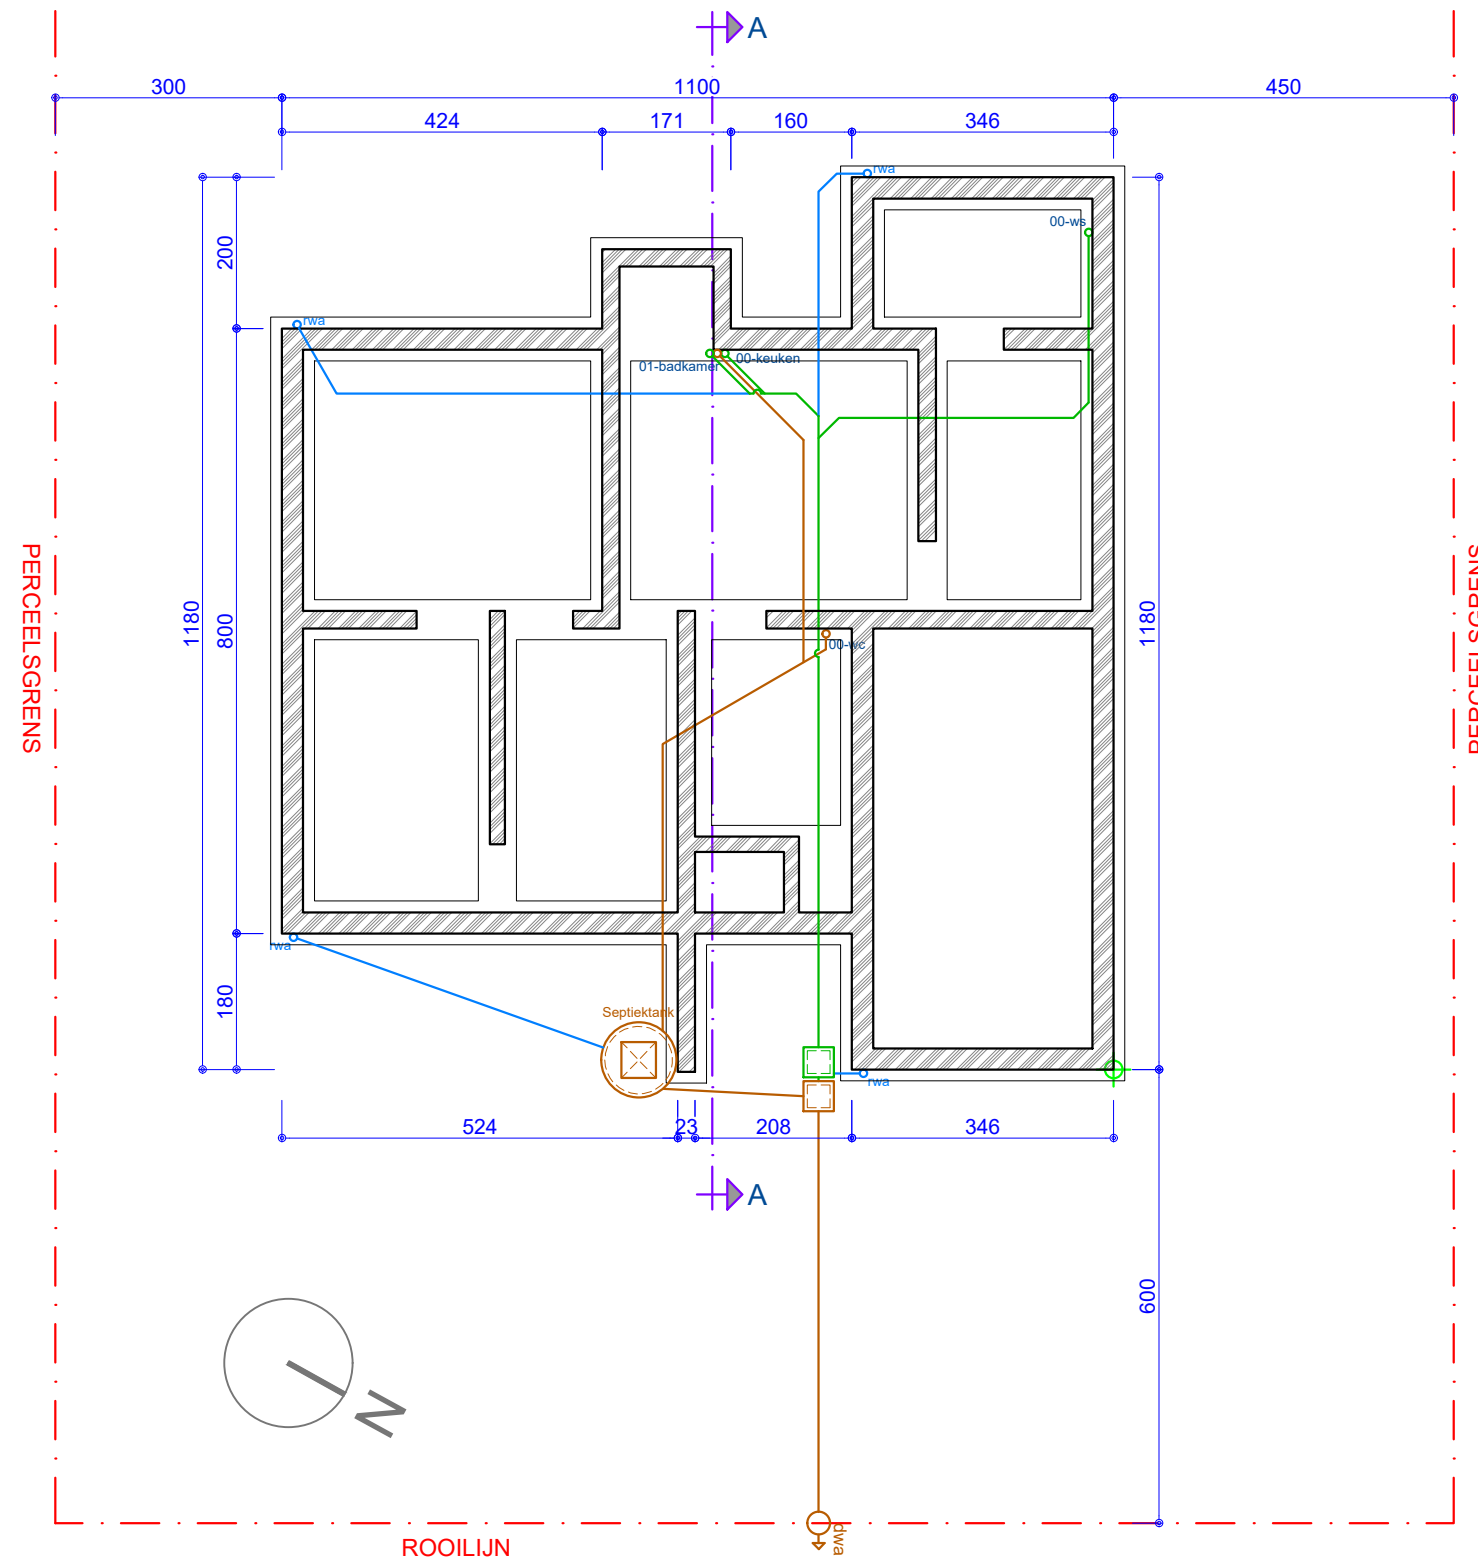 A
300
1100
450
424
171
160
346
rwa
00-ws
200
rwa
01-badkamer
00-keuken
PERCEELSGRENS
1180
800
1180
PERCEELSGRENS
00-wc
rwa
180
Septiektank
rwa
524
23
208
346
A
600
N
dwa
ROOILIJN